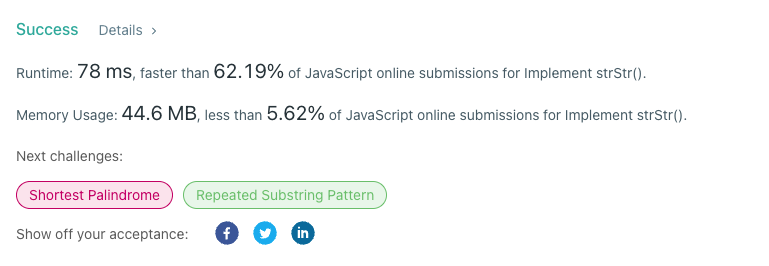 Success Details >
Runtime: 78 ms, faster than 62.19% of JavaScript online submissions for Implement strStr().
Memory Usage: 44.6 MB, less than 5.62% of JavaScript online submissions for Implement strStr().
Next challenges:
Shortest Palindrome Repeated Substring Pattern
Show off your acceptance: f in